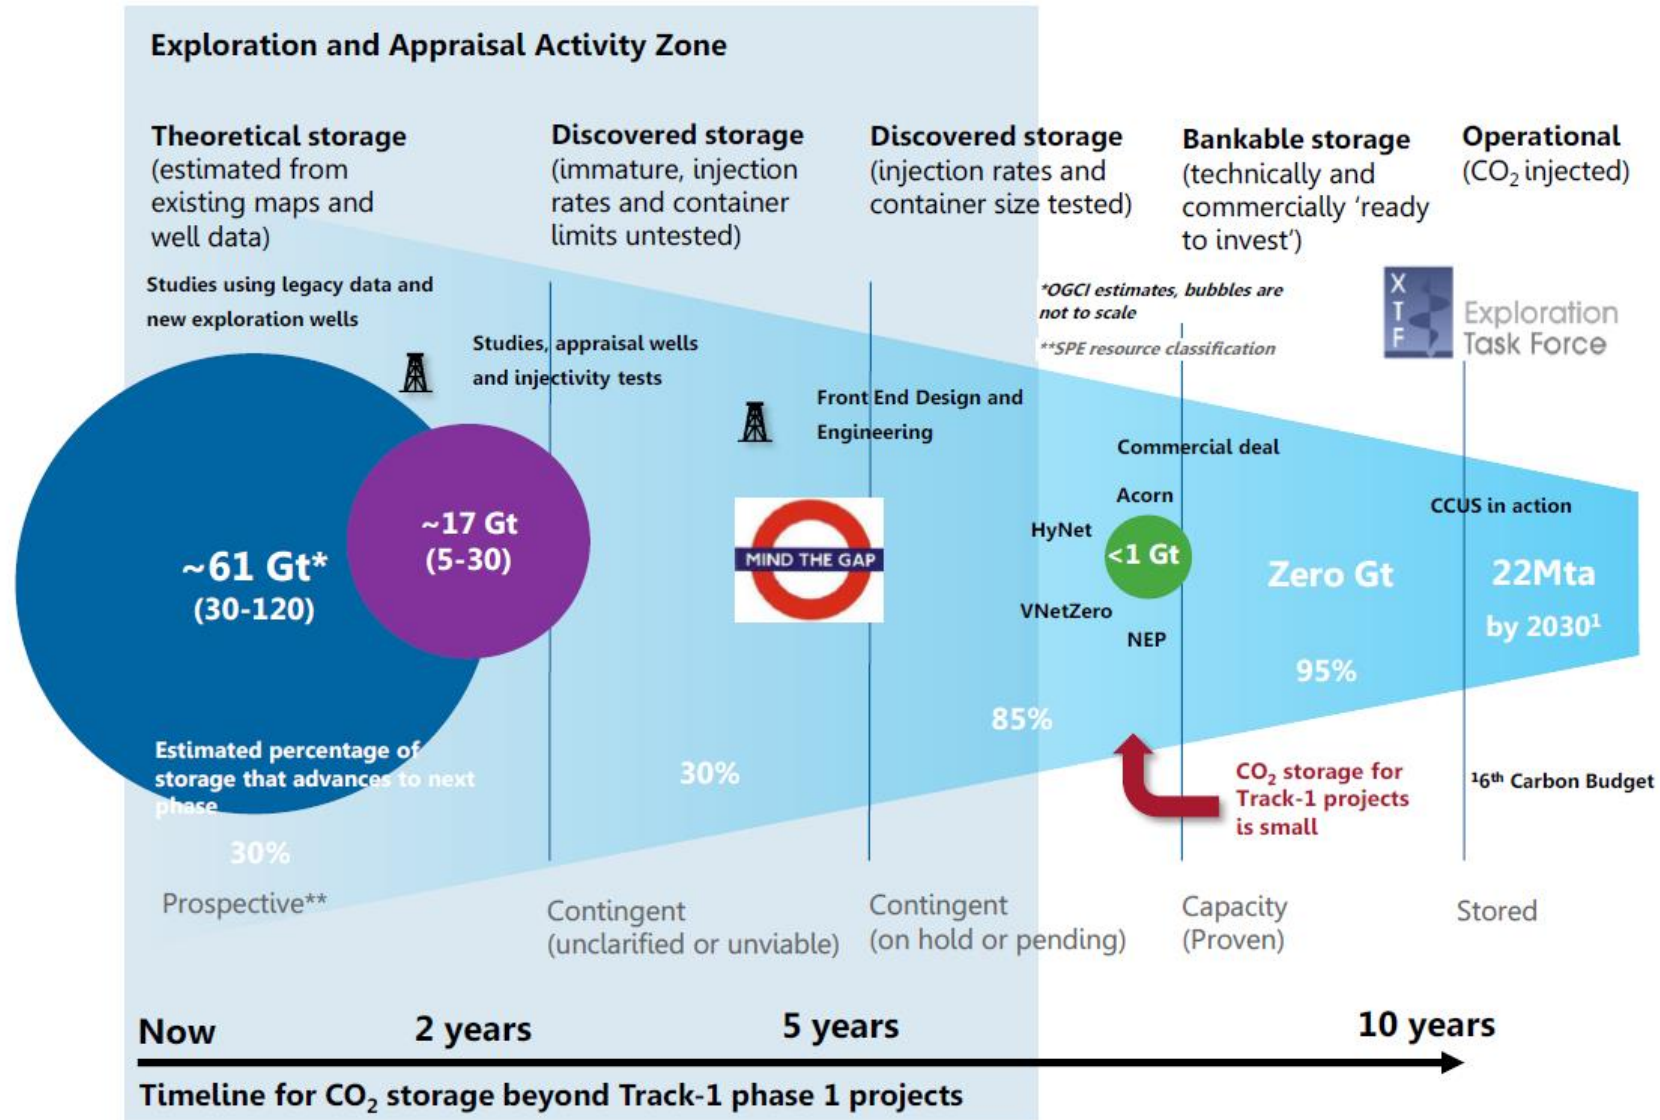 Exploration and Appraisal Activity Zone
Theoretical storage
(estimated from
existing maps and
well data)
Discovered storage
(immature, injection
rates and container
limits untested)
Discovered storage
(injection rates and
container size tested)
Bankable storage
(technically and
commercially ‘ready
to invest’)
Operational
(CO₂ injected)
Studies using legacy data and
new exploration wells
Studies, appraisal wells
and injectivity tests
Front End Design and
Engineering
*OGCI estimates, bubbles are
not to scale
**SPE resource classification
X
T
F
Exploration
Task Force
Commercial deal
CCUS in action
~61 Gt*
(30-120)
~17 Gt
(5-30)
MIND THE GAP
Acorn
HyNet
<1 Gt
VNetZero
NEP
Zero Gt
22Mta
by 2030¹
Estimated percentage of
storage that advances to next
phase
30%
30%
85%
95%
CO₂ storage for
Track-1 projects
is small
¹6ᵗʰ Carbon Budget
Prospective**
Contingent
(unclarified or unviable)
Contingent
(on hold or pending)
Capacity
(Proven)
Stored
Now
2 years
5 years
10 years
Timeline for CO₂ storage beyond Track-1 phase 1 projects